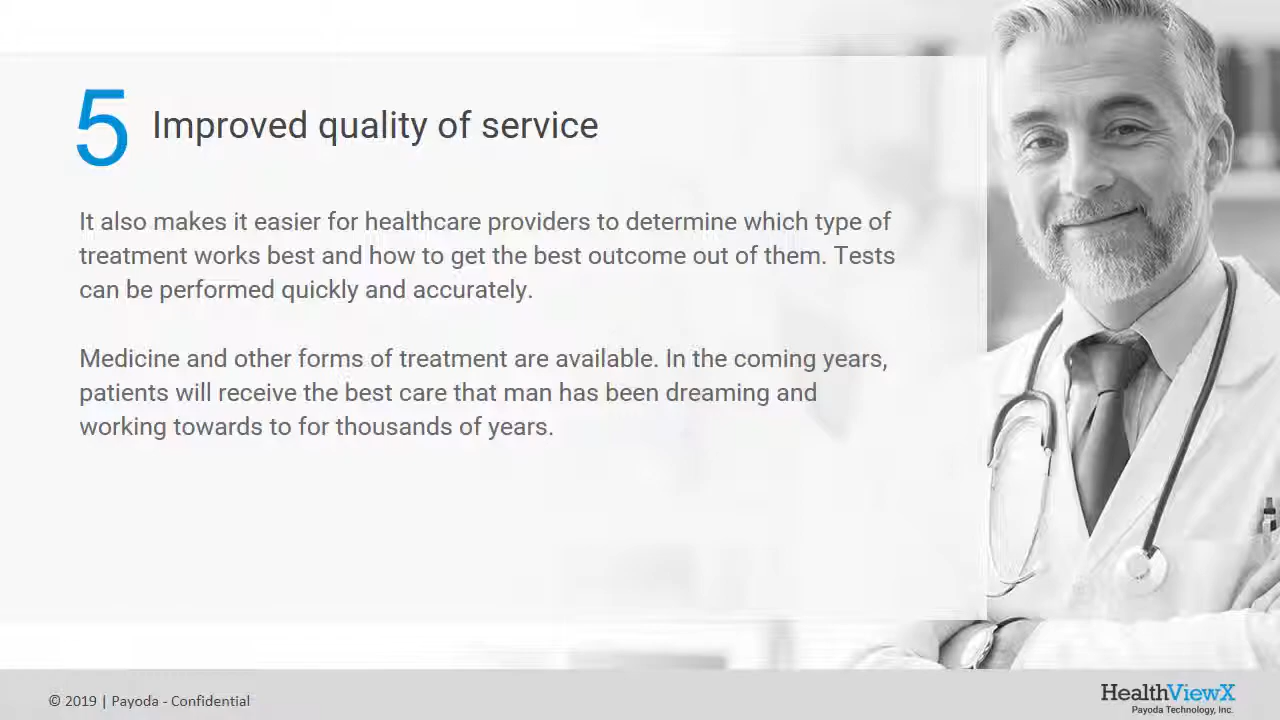 5 Improved quality of service
It also makes it easier for healthcare providers to determine which type of
treatment works best and how to get the best outcome out of them. Tests
can be performed quickly and accurately.
Medicine and other forms of treatment are available. In the coming years,
patients will receive the best care that man has been dreaming and
working towards to for thousands of years.
© 2019 | Payoda - Confidential
HealthViewX
Payoda Technology, Inc.